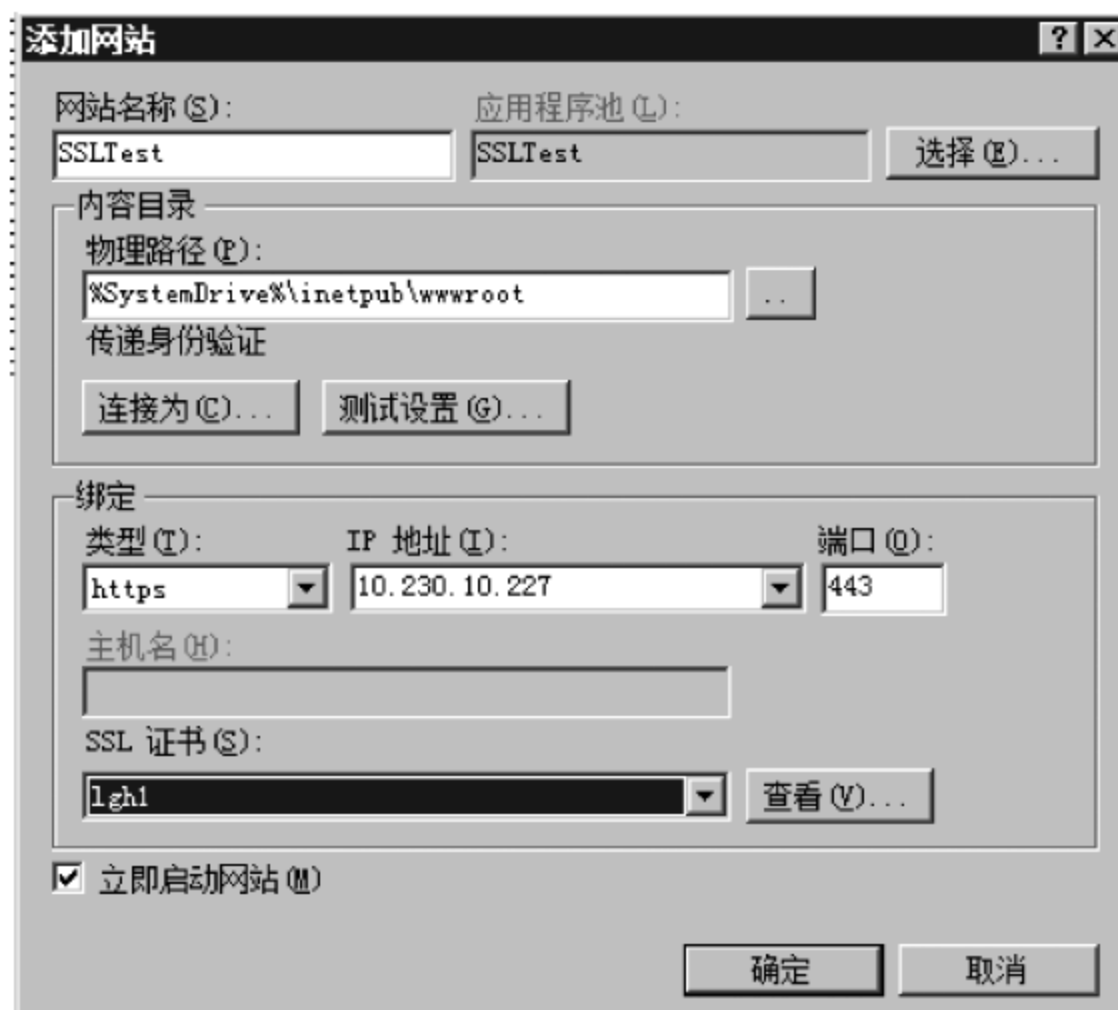 添加网站
网站名称(S): 应用程序池(L):
SSLTest SSLTest 选择(E)...
内容目录
物理路径(P):
%SystemDrive%\inetpub\wwwroot ..
传递身份验证
连接为(C)... 测试设置(G)...
绑定
类型(T): IP 地址(I): 端口(O):
https 10.230.10.227 443
主机名(H):
SSL 证书(S):
lgh1 查看(V)...
立即启动网站(M)
确定 取消